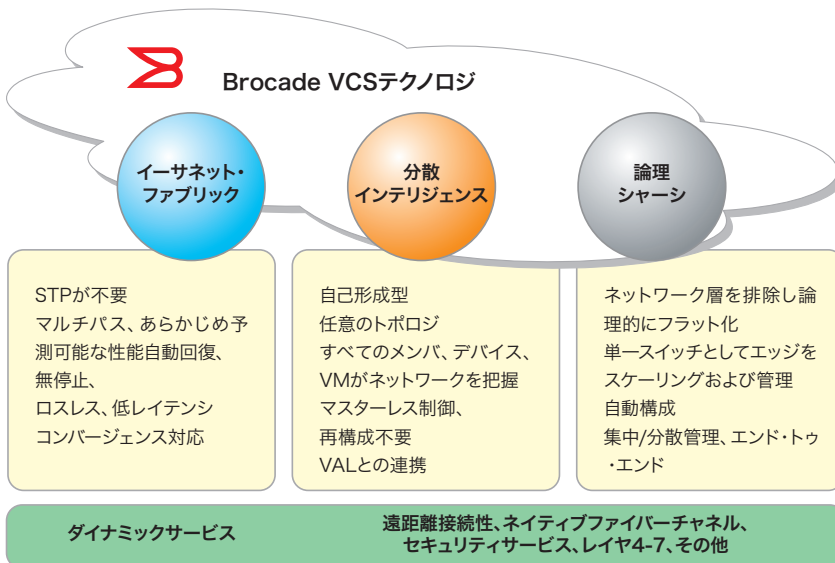 Brocade VCSテクノロジ
イーサネット・
ファブリック
分散
インテリジェンス
論理
シャーシ
STPが不要
マルチパス、あらかじめ予
測可能な性能自動回復、
無停止、
ロスレス、低レイテンシ
コンバージェンス対応
自己形成型
任意のトポロジ
すべてのメンバ、デバイス、
VMがネットワークを把握
マスターレス制御、
再構成不要
VALとの連携
ネットワーク層を排除し論
理的にフラット化
単一スイッチとしてエッジを
スケーリングおよび管理
自動構成
集中/分散管理、エンド・トゥ
・エンド
ダイナミックサービス
遠距離接続性、ネイティブファイバーチャネル、
セキュリティサービス、レイヤ4-7、その他